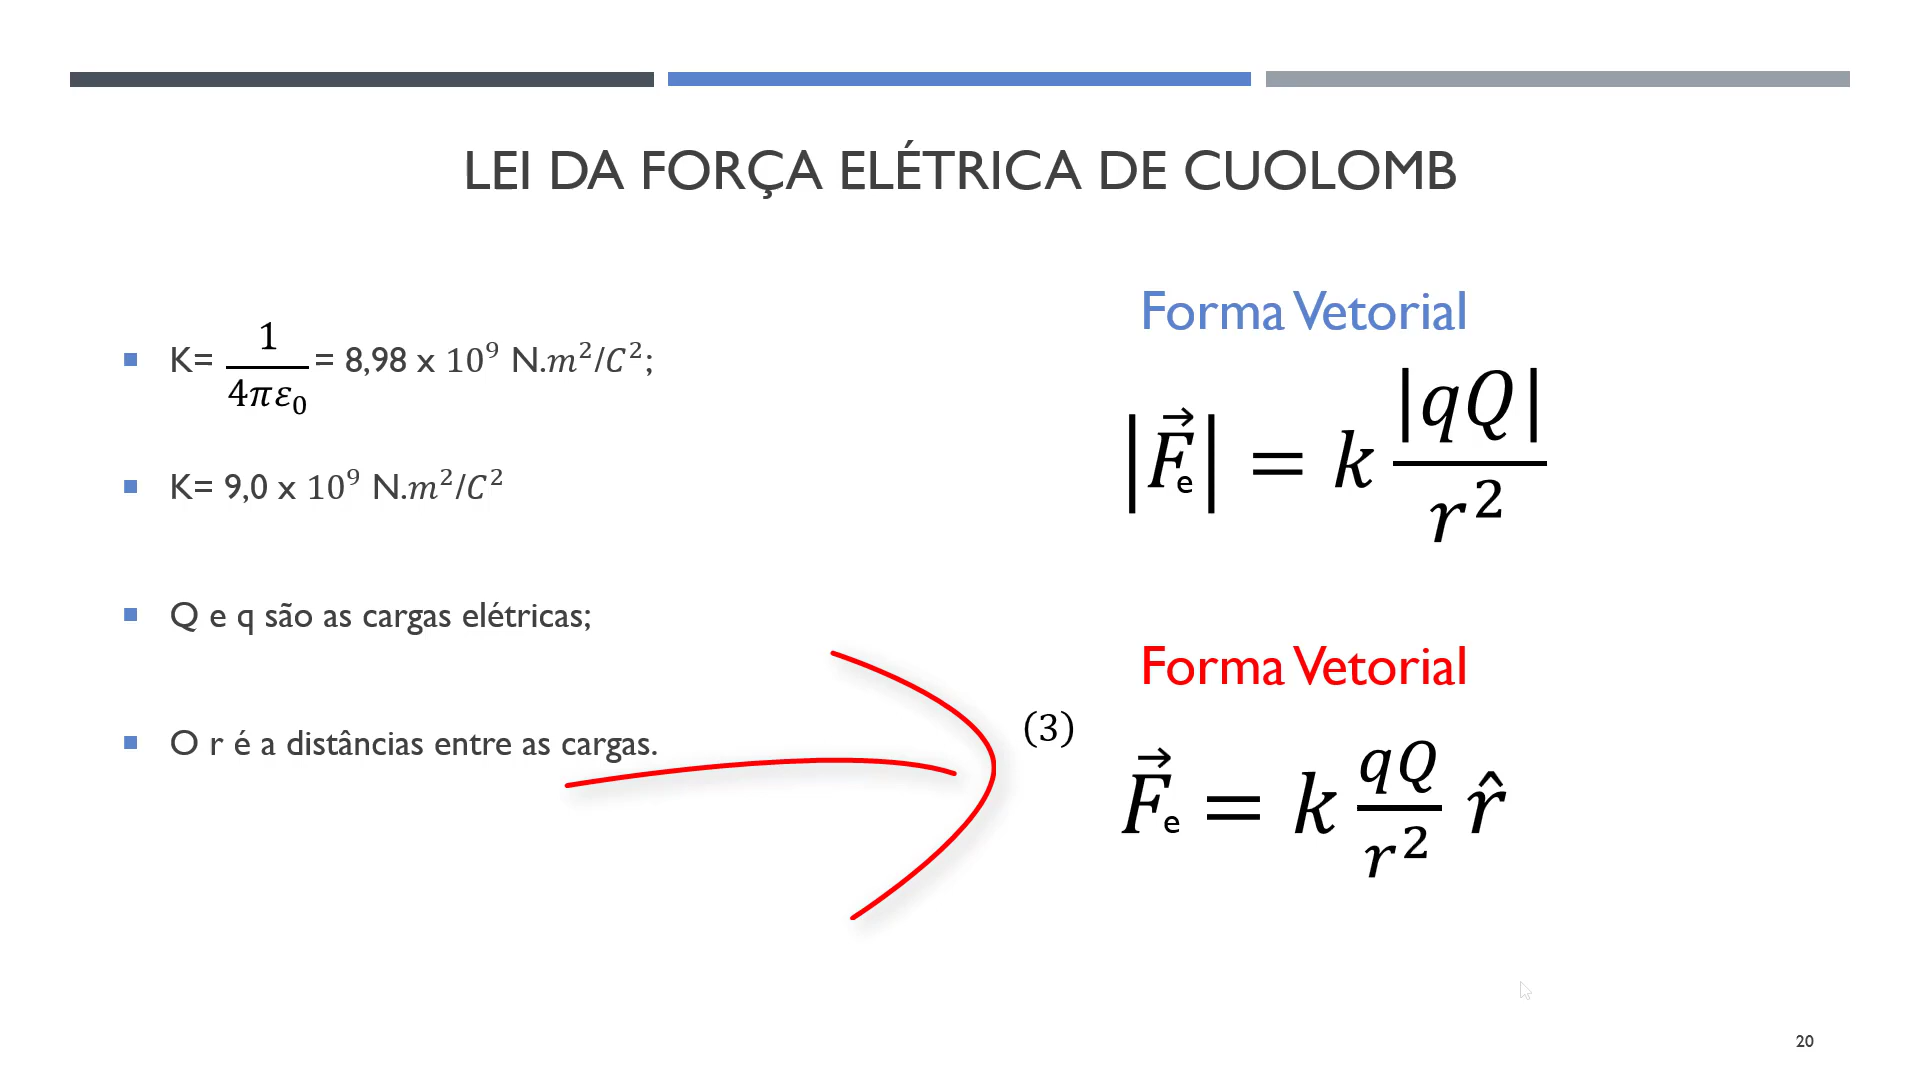 LEI DA FORÇA ELÉTRICA DE CUOLOMB
K= 1/(4πε₀) = 8,98 x 10⁹ N.m²/C²;
K= 9,0 x 10⁹ N.m²/C²
Q e q são as cargas elétricas;
O r é a distâncias entre as cargas.
Forma Vetorial
|F⃗e| = k |qQ|/r²
Forma Vetorial
(3)
F⃗e = k qQ/r² r̂
20